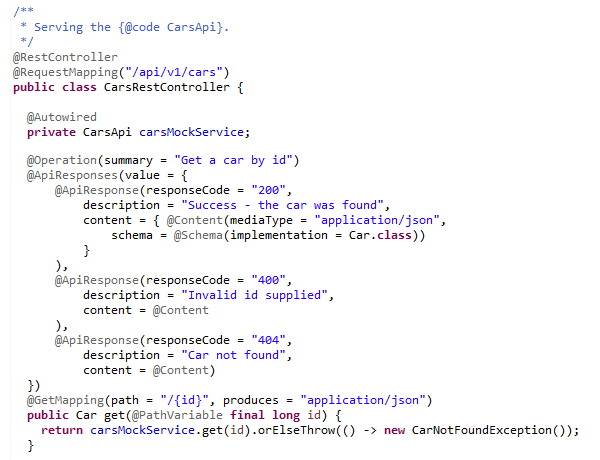 /**
 * Serving the {@code CarsApi}.
 */
@RestController
@RequestMapping("/api/v1/cars")
public class CarsRestController {

  @Autowired
  private CarsApi carsMockService;

  @Operation(summary = "Get a car by id")
  @ApiResponses(value = {
      @ApiResponse(responseCode = "200",
          description = "Success - the car was found",
          content = { @Content(mediaType = "application/json",
              schema = @Schema(implementation = Car.class))
          }
      ),
      @ApiResponse(responseCode = "400",
          description = "Invalid id supplied",
          content = @Content
      ),
      @ApiResponse(responseCode = "404",
          description = "Car not found",
          content = @Content)
  })
  @GetMapping(path = "/{id}", produces = "application/json")
  public Car get(@PathVariable final long id) {
    return carsMockService.get(id).orElseThrow(() -> new CarNotFoundException());
  }